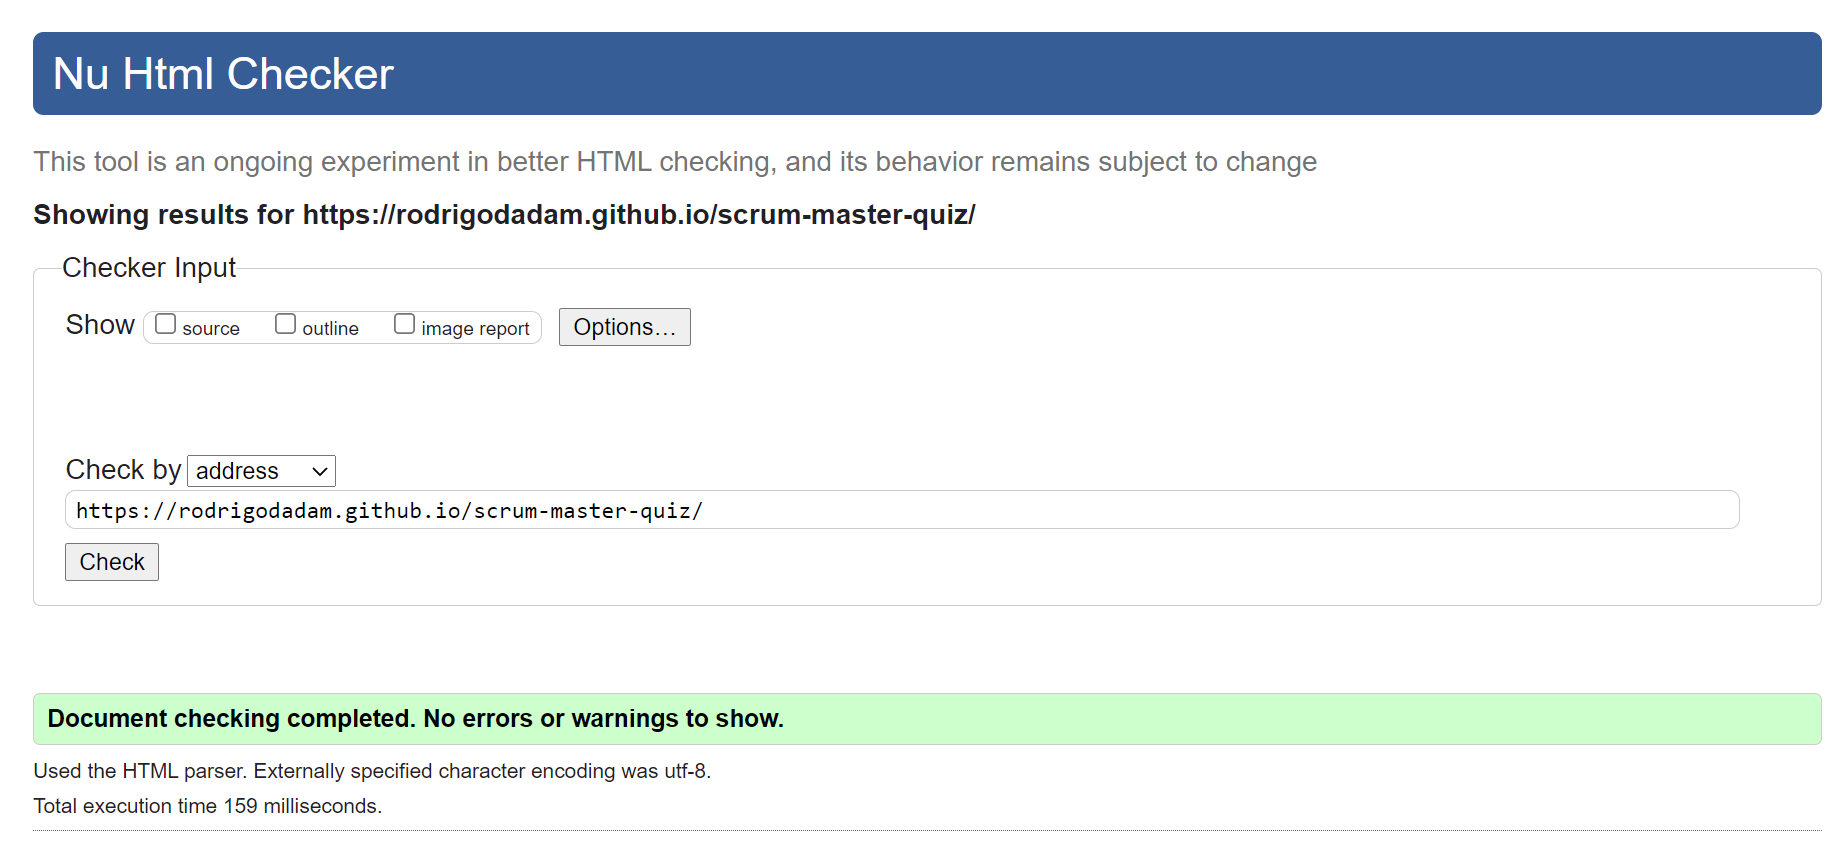 Nu Html Checker
This tool is an ongoing experiment in better HTML checking, and its behavior remains subject to change
Showing results for https://rodrigodadam.github.io/scrum-master-quiz/
Checker Input
Show source outline image report Options...
Check by address
https://rodrigodadam.github.io/scrum-master-quiz/
Check
Document checking completed. No errors or warnings to show.
Used the HTML parser. Externally specified character encoding was utf-8.
Total execution time 159 milliseconds.